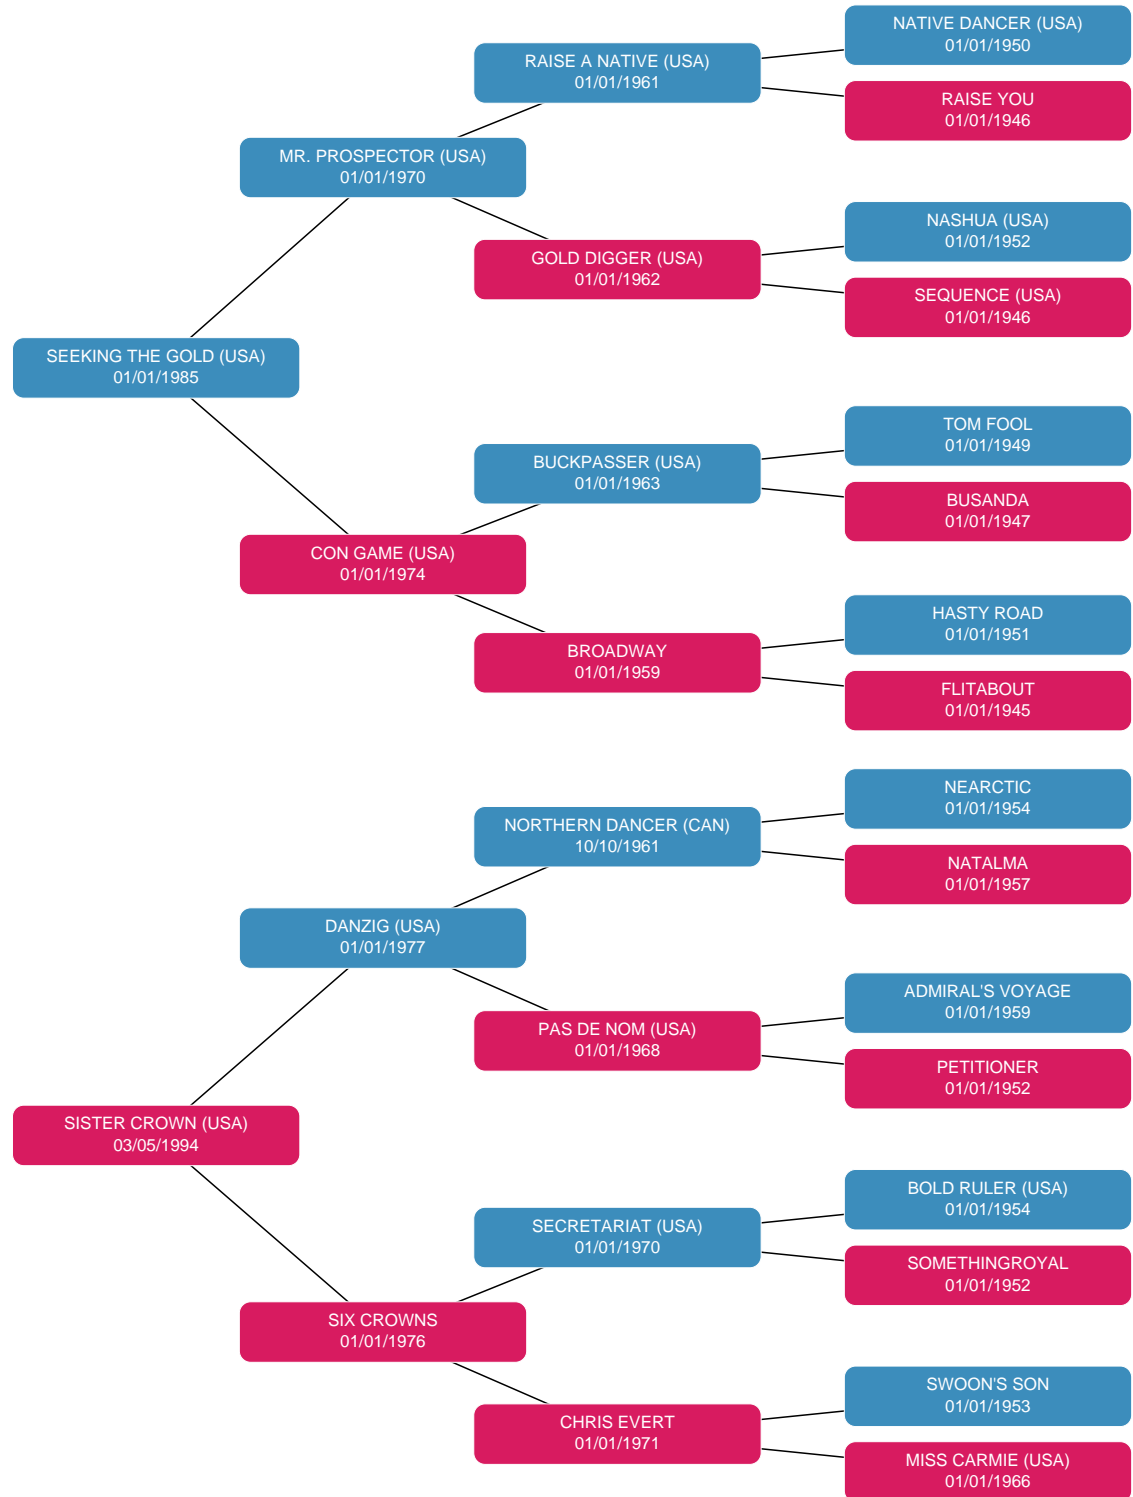 NATIVE DANCER (USA)
01/01/1950
RAISE A NATIVE (USA)
01/01/1961
RAISE YOU
01/01/1946
MR. PROSPECTOR (USA)
01/01/1970
NASHUA (USA)
01/01/1952
GOLD DIGGER (USA)
01/01/1962
SEQUENCE (USA)
01/01/1946
SEEKING THE GOLD (USA)
01/01/1985
TOM FOOL
01/01/1949
BUCKPASSER (USA)
01/01/1963
BUSANDA
01/01/1947
CON GAME (USA)
01/01/1974
HASTY ROAD
01/01/1951
BROADWAY
01/01/1959
FLITABOUT
01/01/1945
NEARCTIC
01/01/1954
NORTHERN DANCER (CAN)
10/10/1961
NATALMA
01/01/1957
DANZIG (USA)
01/01/1977
ADMIRAL'S VOYAGE
01/01/1959
PAS DE NOM (USA)
01/01/1968
PETITIONER
01/01/1952
SISTER CROWN (USA)
03/05/1994
BOLD RULER (USA)
01/01/1954
SECRETARIAT (USA)
01/01/1970
SOMETHINGROYAL
01/01/1952
SIX CROWNS
01/01/1976
SWOON'S SON
01/01/1953
CHRIS EVERT
01/01/1971
MISS CARMIE (USA)
01/01/1966